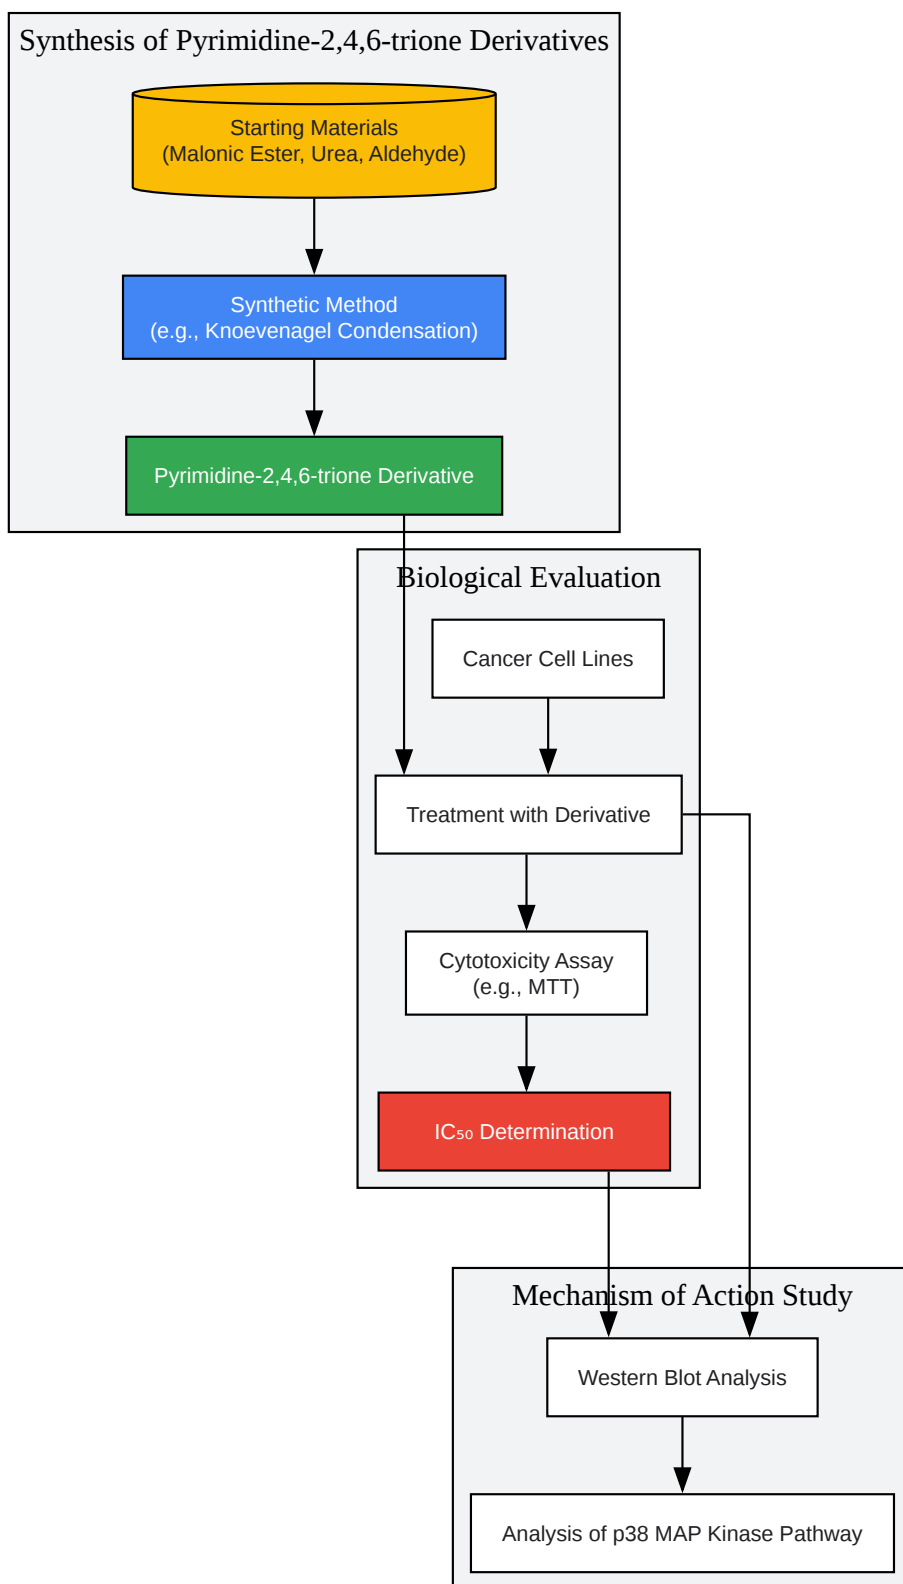 Synthesis of Pyrimidine-2,4,6-trione Derivatives
Starting Materials
(Malonic Ester, Urea, Aldehyde)
Synthetic Method
(e.g., Knoevenagel Condensation)
Pyrimidine-2,4,6-trione Derivative
Biological Evaluation
Cancer Cell Lines
Treatment with Derivative
Cytotoxicity Assay
(e.g., MTT)
IC₅₀ Determination
Mechanism of Action Study
Western Blot Analysis
Analysis of p38 MAP Kinase Pathway